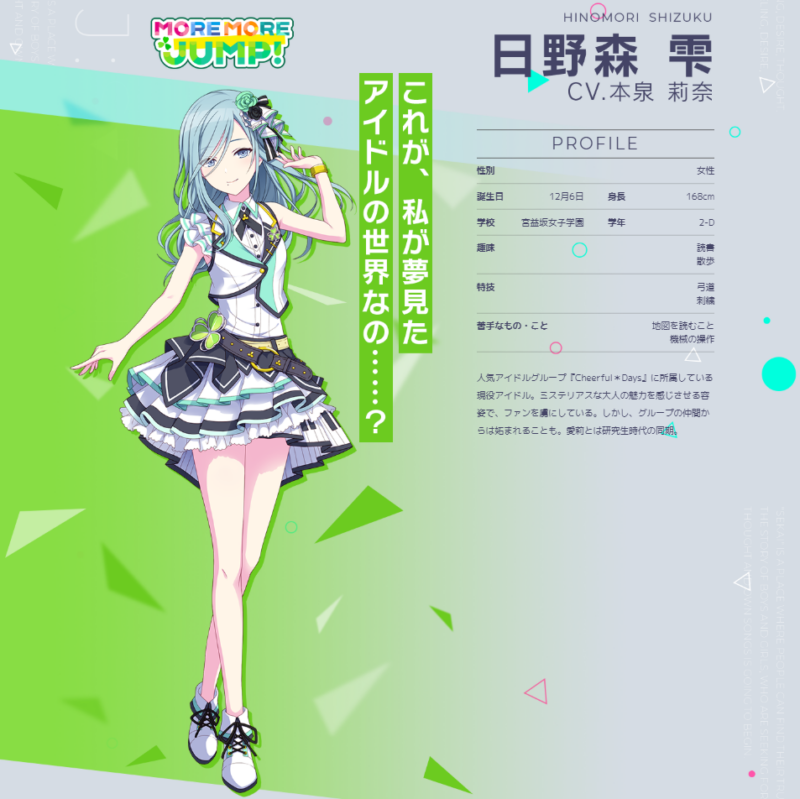 MORE MORE
JUMP!
HINOMORI SHIZUKU
日野森 雫
CV.本泉 莉奈
これが、私が夢見た
アイドルの世界なの……？
PROFILE
性別 女性
誕生日 12月6日 身長 168cm
学校 宮益坂女子学園 学年 2-D
趣味 読書
散歩
特技 弓道
刺繍
苦手なもの・こと 地図を読むこと
機械の操作
人気アイドルグループ『Cheerful＊Days』に所属している
現役アイドル。ミステリアスな大人の魅力を感じさせる容
姿で、ファンを虜にしている。しかし、グループの仲間か
らは妬まれることも。愛莉とは研究生時代の同期。